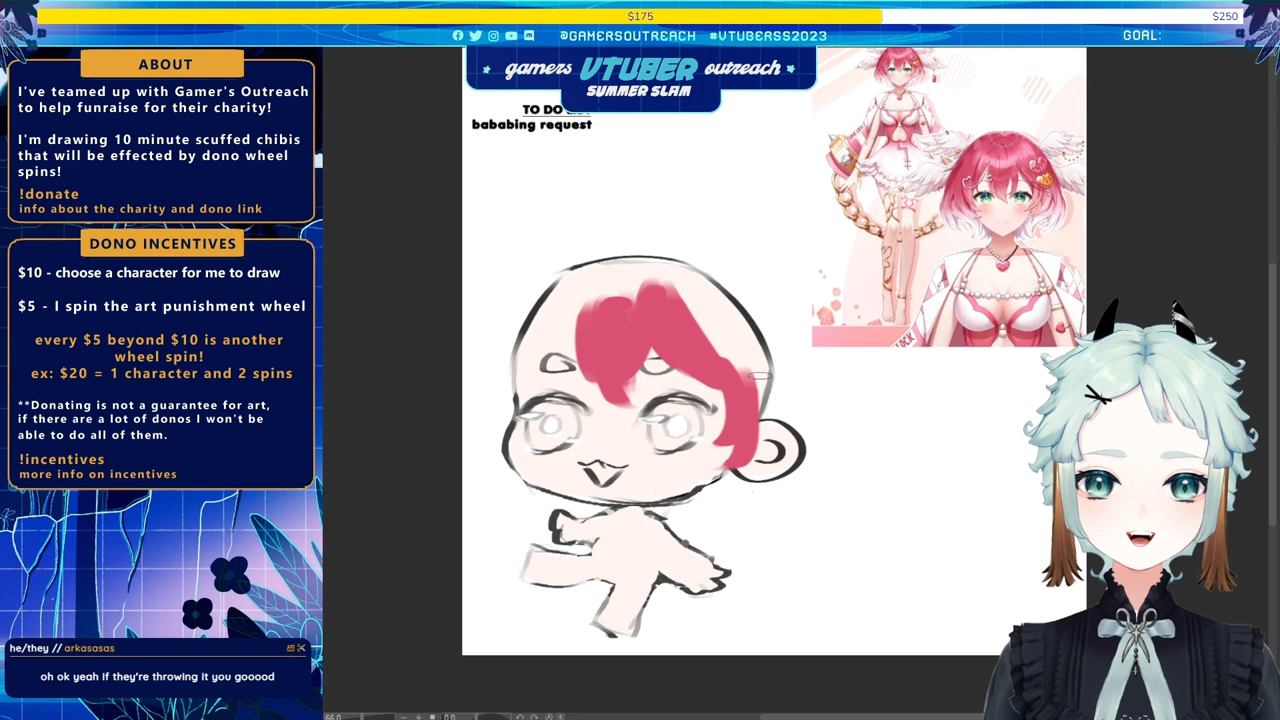 $175
$250
@GAMERSOUTREACH #VTUBERSS2023
GOAL:
gamers VTUBER outreach
SUMMER SLAM
ABOUT
I've teamed up with Gamer's Outreach
to help funraise for their charity!
I'm drawing 10 minute scuffed chibis
that will be effected by dono wheel
spins!
!donate
info about the charity and dono link
DONO INCENTIVES
$10 - choose a character for me to draw
$5 - I spin the art punishment wheel
every $5 beyond $10 is another
wheel spin!
ex: $20 = 1 character and 2 spins
**Donating is not a guarantee for art,
if there are a lot of donos I won't be
able to do all of them.
!incentives
more info on incentives
he/they // arkasasas
oh ok yeah if they're throwing it you gooood
TO DO
bababing request